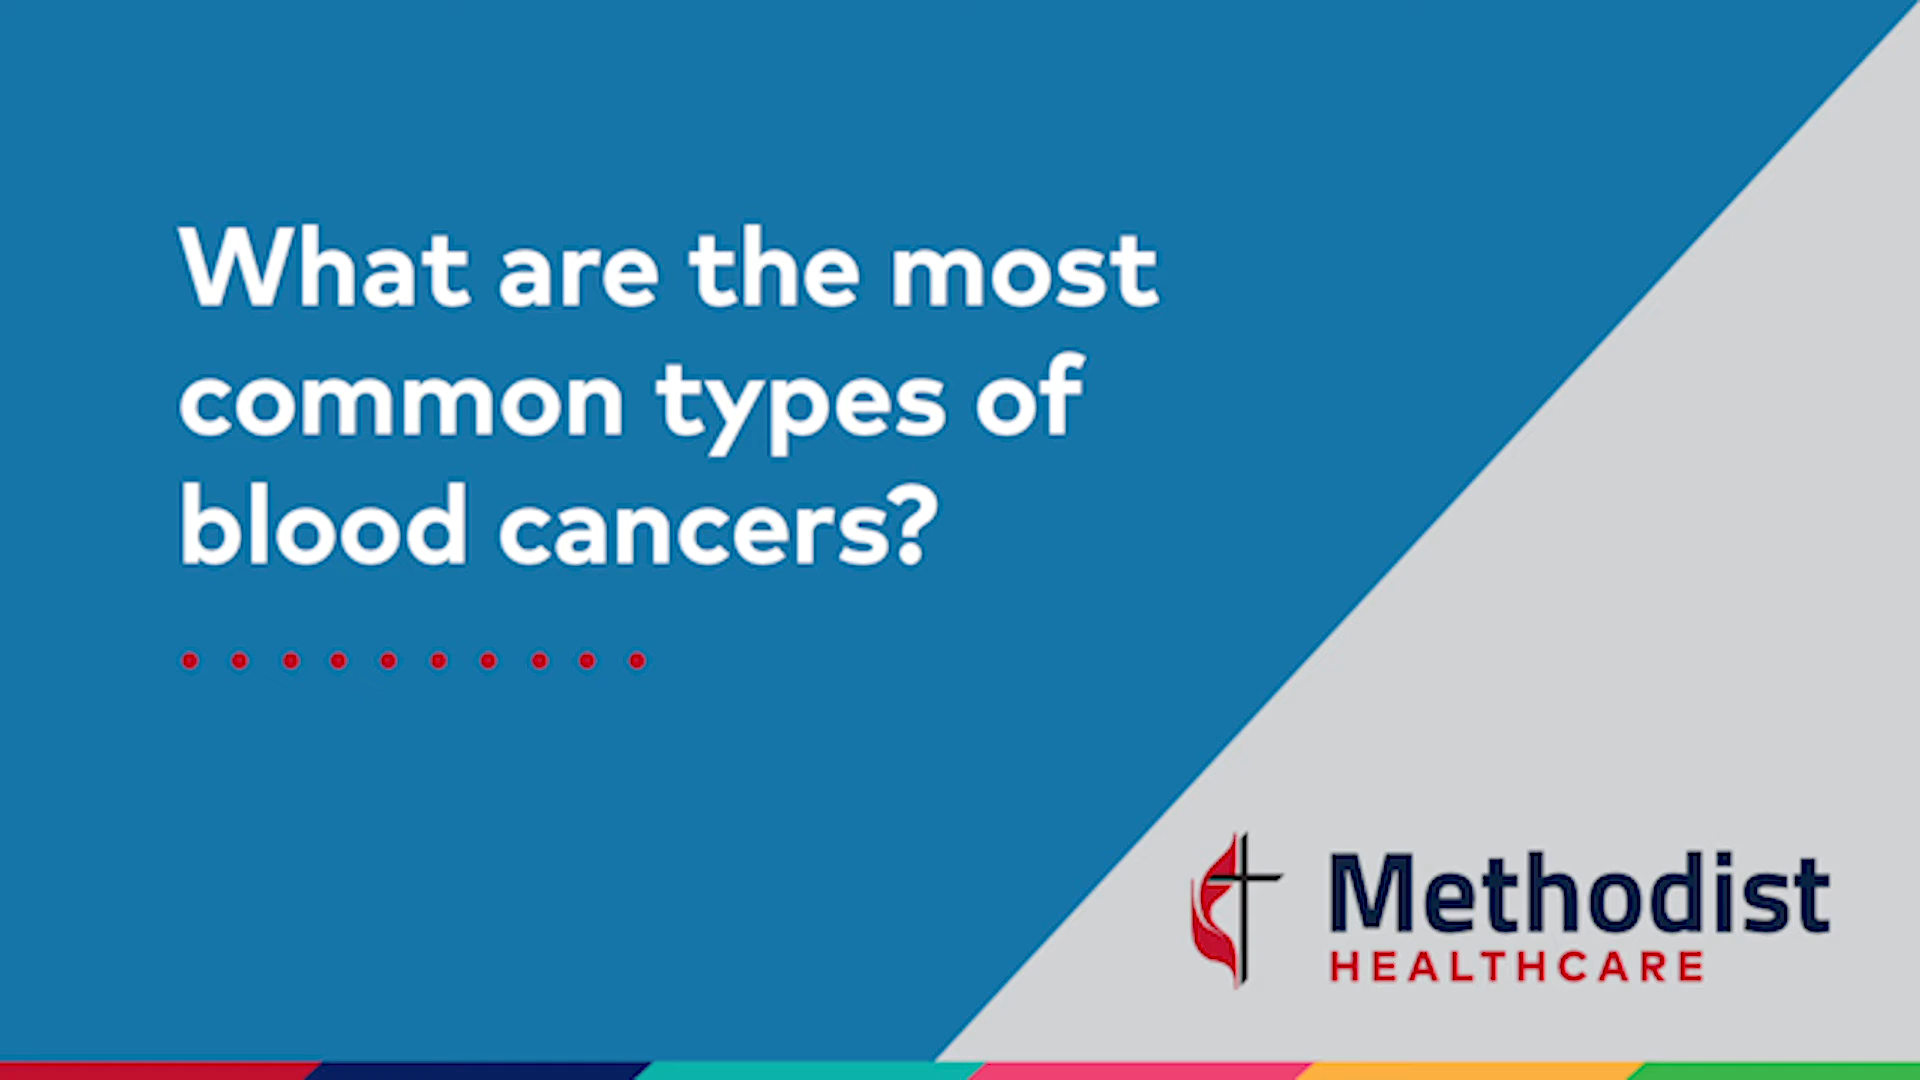 What are the most
common types of
blood cancers?
Methodist
HEALTHCARE